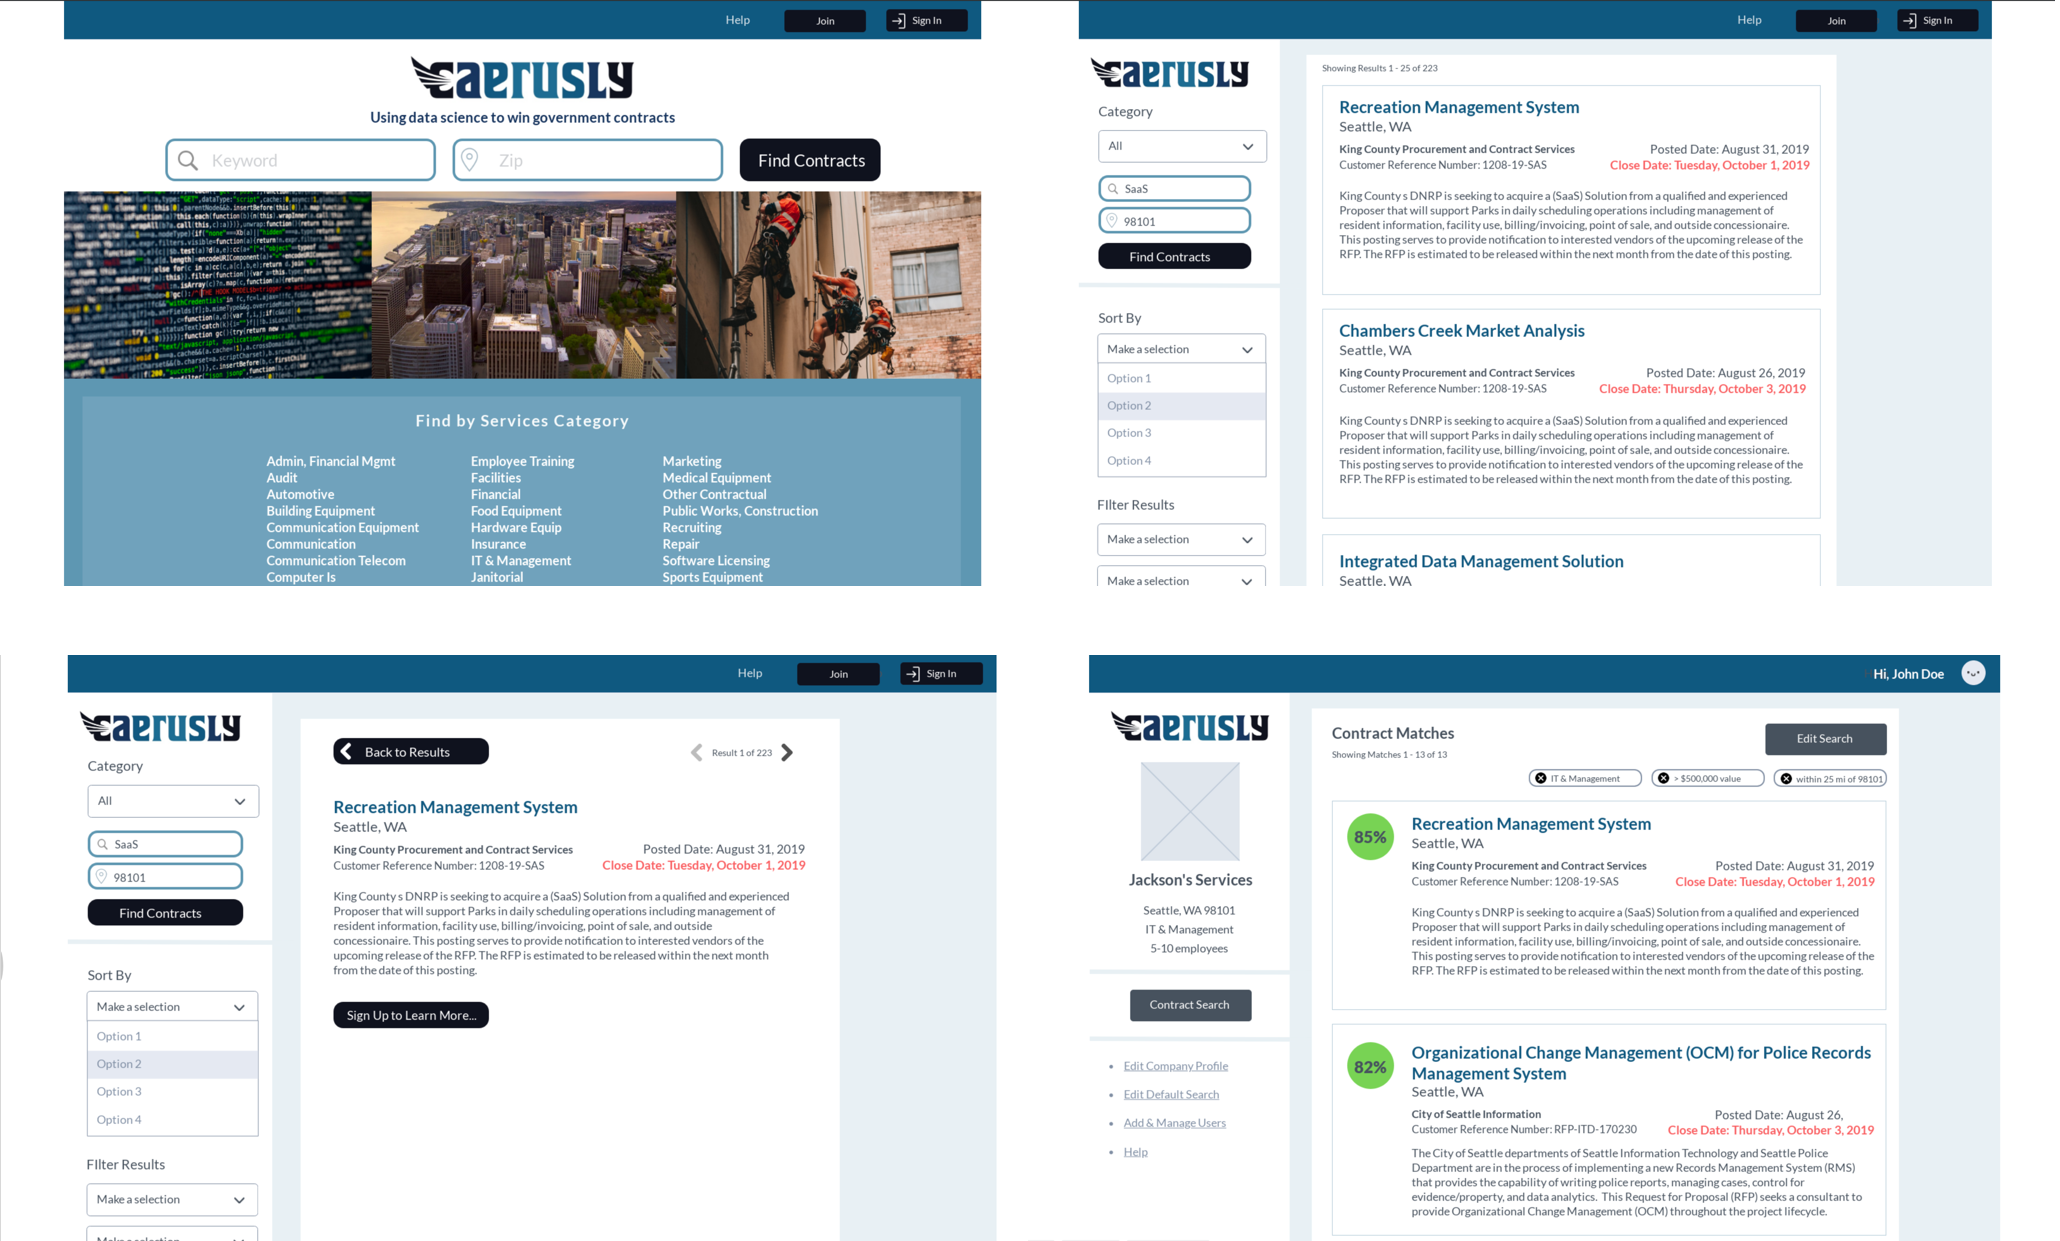 Help
Join
Sign In
caerusly
Using data science to win government contracts
Keyword
Zip
Find Contracts
Find by Services Category
Admin, Financial Mgmt
Audit
Automotive
Building Equipment
Communication Equipment
Communication
Communication Telecom
Computer Is
Employee Training
Facilities
Financial
Food Equipment
Hardware Equip
Insurance
IT & Management
Janitorial
Marketing
Medical Equipment
Other Contractual
Public Works, Construction
Recruiting
Repair
Software Licensing
Sports Equipment
Help
Join
Sign In
caerusly
Category
All
SaaS
98101
Find Contracts
Sort By
Make a selection
Option 1
Option 2
Option 3
Option 4
FIlter Results
Make a selection
Make a selection
Showing Results 1 - 25 of 223
Recreation Management System
Seattle, WA
King County Procurement and Contract Services
Posted Date: August 31, 2019
Customer Reference Number: 1208-19-SAS
Close Date: Tuesday, October 1, 2019
King County s DNRP is seeking to acquire a (SaaS) Solution from a qualified and experienced
Proposer that will support Parks in daily scheduling operations including management of
resident information, facility use, billing/invoicing, point of sale, and outside concessionaire.
This posting serves to provide notification to interested vendors of the upcoming release of the
RFP. The RFP is estimated to be released within the next month from the date of this posting.
Chambers Creek Market Analysis
Seattle, WA
King County Procurement and Contract Services
Posted Date: August 26, 2019
Customer Reference Number: 1208-19-SAS
Close Date: Thursday, October 3, 2019
King County s DNRP is seeking to acquire a (SaaS) Solution from a qualified and experienced
Proposer that will support Parks in daily scheduling operations including management of
resident information, facility use, billing/invoicing, point of sale, and outside concessionaire.
This posting serves to provide notification to interested vendors of the upcoming release of the
RFP. The RFP is estimated to be released within the next month from the date of this posting.
Integrated Data Management Solution
Seattle, WA
Help
Join
Sign In
caerusly
Category
All
SaaS
98101
Find Contracts
Sort By
Make a selection
Option 1
Option 2
Option 3
Option 4
FIlter Results
Make a selection
Back to Results
Result 1 of 223
Recreation Management System
Seattle, WA
King County Procurement and Contract Services
Posted Date: August 31, 2019
Customer Reference Number: 1208-19-SAS
Close Date: Tuesday, October 1, 2019
King County s DNRP is seeking to acquire a (SaaS) Solution from a qualified and experienced
Proposer that will support Parks in daily scheduling operations including management of
resident information, facility use, billing/invoicing, point of sale, and outside
concessionaire. This posting serves to provide notification to interested vendors of the
upcoming release of the RFP. The RFP is estimated to be released within the next month
from the date of this posting.
Sign Up to Learn More...
Hi, John Doe
caerusly
Jackson's Services
Seattle, WA 98101
IT & Management
5-10 employees
Contract Search
Edit Company Profile
Edit Default Search
Add & Manage Users
Help
Contract Matches
Edit Search
Showing Matches 1 - 13 of 13
IT & Management
> $500,000 value
within 25 mi of 98101
85%
Recreation Management System
Seattle, WA
King County Procurement and Contract Services
Posted Date: August 31, 2019
Customer Reference Number: 1208-19-SAS
Close Date: Tuesday, October 1, 2019
King County s DNRP is seeking to acquire a (SaaS) Solution from a qualified and experienced
Proposer that will support Parks in daily scheduling operations including management of
resident information, facility use, billing/invoicing, point of sale, and outside concessionaire.
This posting serves to provide notification to interested vendors of the upcoming release of the
RFP. The RFP is estimated to be released within the next month from the date of this posting.
82%
Organizational Change Management (OCM) for Police Records
Management System
Seattle, WA
City of Seattle Information
Posted Date: August 26,
Customer Reference Number: RFP-ITD-170230
Close Date: Thursday, October 3, 2019
The City of Seattle departments of Seattle Information Technology and Seattle Police
Department are in the process of implementing a new Records Management System (RMS)
that provides the capability of writing police reports, managing cases, control for
evidence/property, and data analytics. This Request for Proposal (RFP) seeks a consultant to
provide Organizational Change Management (OCM) throughout the project lifecycle.